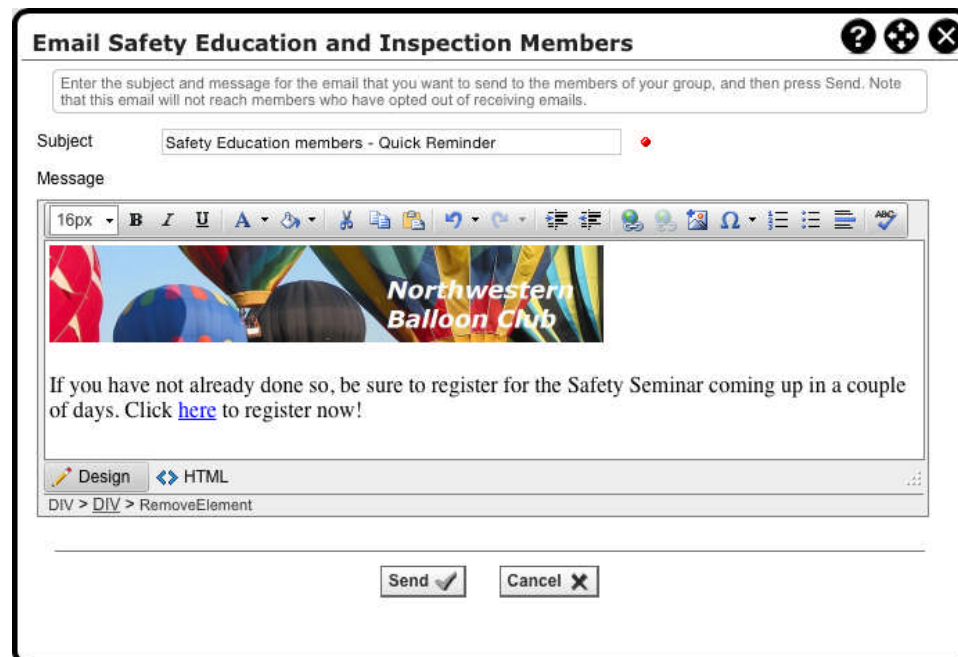 Email Safety Education and Inspection Members
Enter the subject and message for the email that you want to send to the members of your group, and then press Send. Note
that this email will not reach members who have opted out of receiving emails.
Subject
Safety Education members - Quick Reminder
Message
16px B I U A Ω ABC
Northwestern
Balloon Club
If you have not already done so, be sure to register for the Safety Seminar coming up in a couple
of days. Click here to register now!
Design <> HTML
DIV > DIV > RemoveElement
Send Cancel